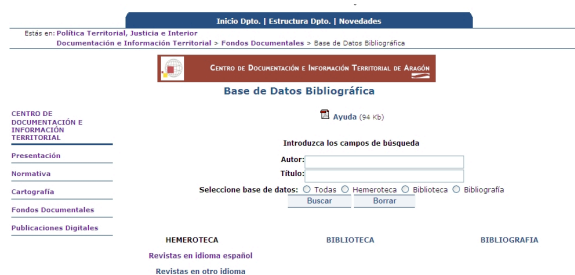 Inicio Dpto. | Estructura Dpto. | Novedades
Estás en: Política Territorial, Justicia e Interior
Documentación e Información Territorial > Fondos Documentales > Base de Datos Bibliográfica
CENTRO DE DOCUMENTACIÓN E INFORMACIÓN TERRITORIAL DE ARAGÓN
Base de Datos Bibliográfica
Ayuda (94 Kb)
CENTRO DE
DOCUMENTACIÓN E
INFORMACIÓN
TERRITORIAL
Presentación
Normativa
Cartografía
Fondos Documentales
Publicaciones Digitales
Introduzca los campos de búsqueda
Autor:
Título:
Seleccione base de datos: Todas Hemeroteca Biblioteca Bibliografía
Buscar Borrar
HEMEROTECA BIBLIOTECA BIBLIOGRAFIA
Revistas en idioma español
Revistas en otro idioma